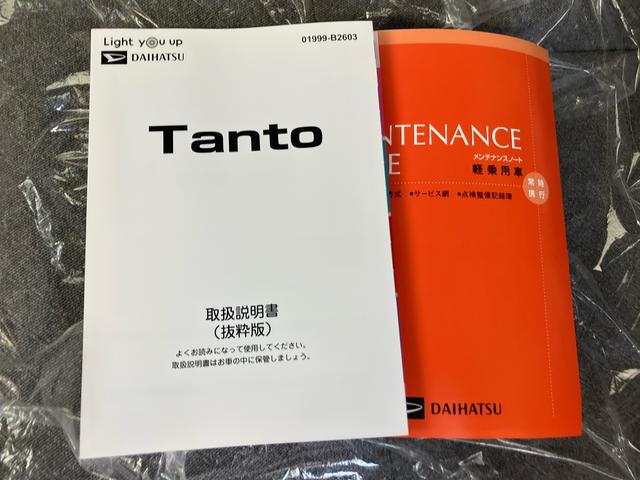 Light you up
DAIHATSU
01999-B2603
Tanto
取扱説明書
（抜粋版）
よくお読みになって使用してください。
取扱説明書はお車の中に保管しましょう。
NTENANCE
E
メンテナンスノート
軽乗用車
常時
携行
式 ●サービス網 ●点検整備記録簿
DAIHATSU